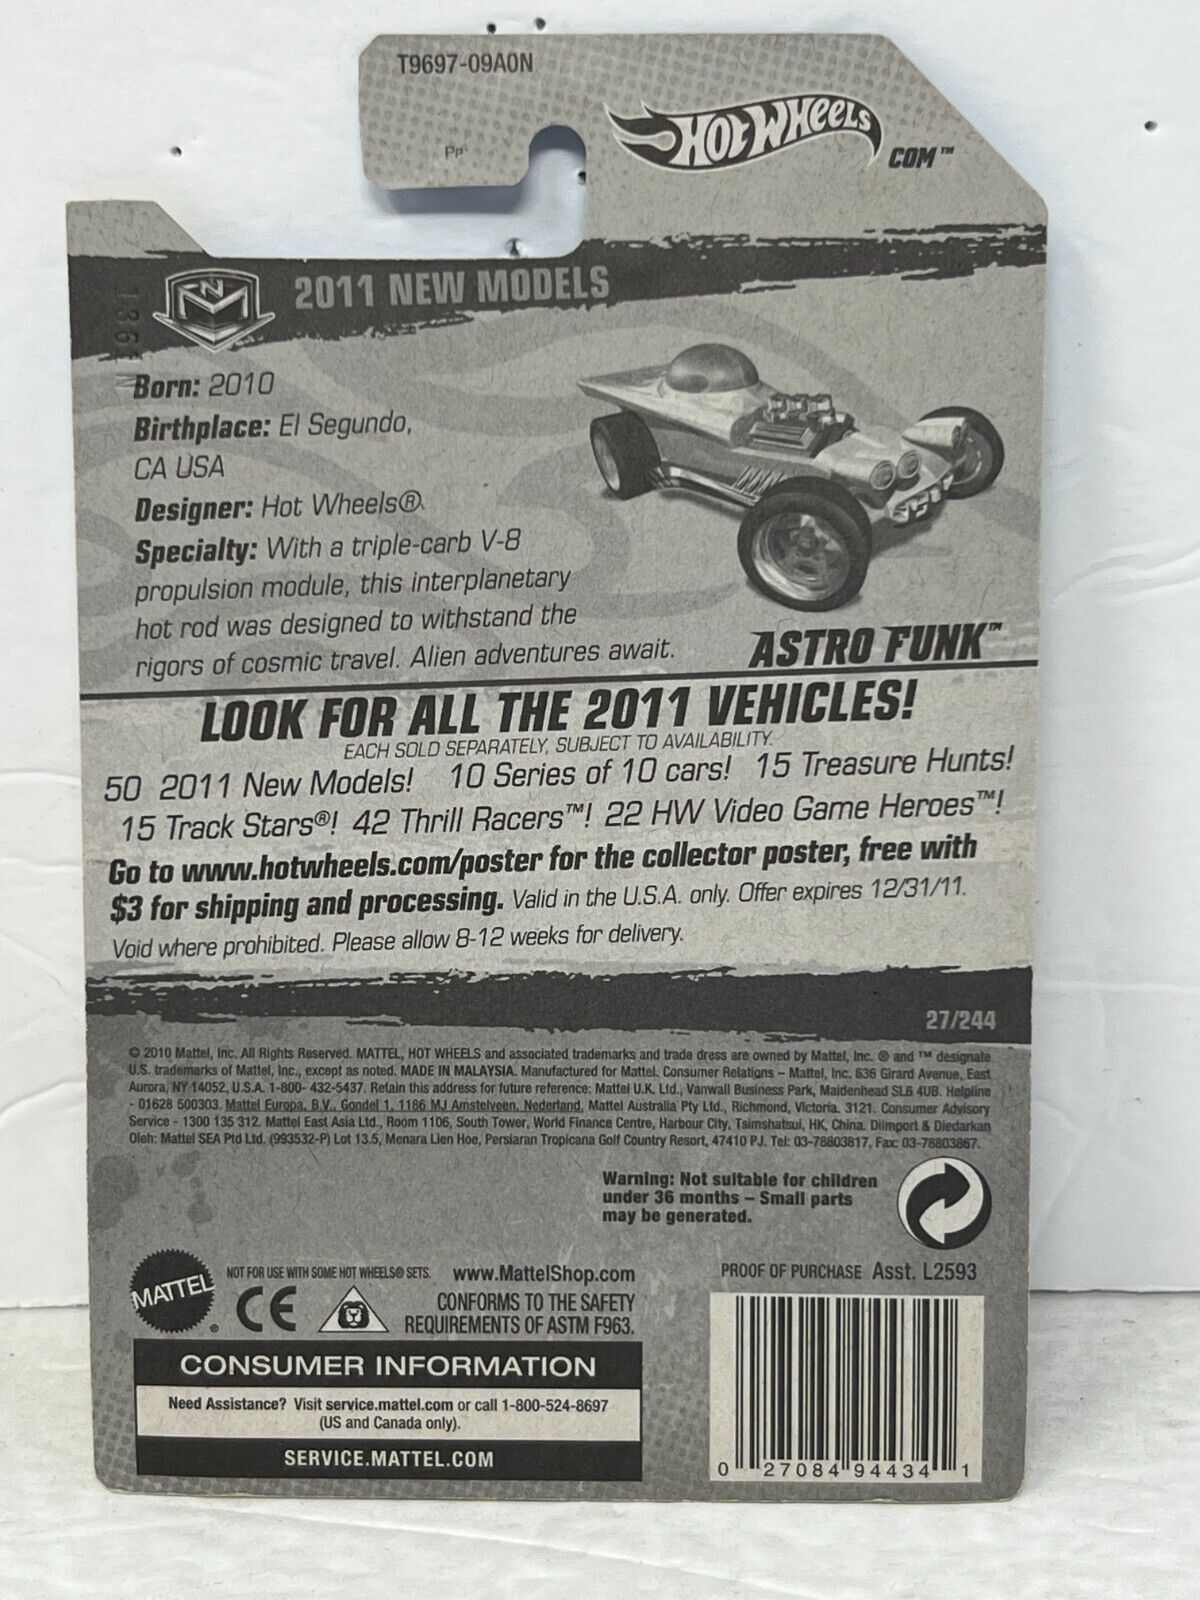 T9697-09A0N
Pp
HOT WHEELS
.COM™
NM
2011 NEW MODELS
Born: 2010
Birthplace: El Segundo,
CA USA
Designer: Hot Wheels®
Specialty: With a triple-carb V-8
propulsion module, this interplanetary
hot rod was designed to withstand the
rigors of cosmic travel. Alien adventures await.
ASTRO FUNK™
LOOK FOR ALL THE 2011 VEHICLES!
EACH SOLD SEPARATELY, SUBJECT TO AVAILABILITY.
50 2011 New Models! 10 Series of 10 cars! 15 Treasure Hunts!
15 Track Stars®! 42 Thrill Racers™! 22 HW Video Game Heroes™!
Go to www.hotwheels.com/poster for the collector poster, free with
$3 for shipping and processing. Valid in the U.S.A. only. Offer expires 12/31/11.
Void where prohibited. Please allow 8-12 weeks for delivery.
27/244
© 2010 Mattel, Inc. All Rights Reserved. MATTEL, HOT WHEELS and associated trademarks and trade dress are owned by Mattel, Inc. ® and ™ designate
U.S. trademarks of Mattel, Inc., except as noted. MADE IN MALAYSIA. Manufactured for Mattel. Consumer Relations – Mattel, Inc. 636 Girard Avenue, East
Aurora, NY 14052, U.S.A. 1-800- 432-5437. Retain this address for future reference: Mattel U.K. Ltd., Vanwall Business Park, Maidenhead SL6 4UB. Helpline
- 01628 500303. Mattel Europa, B.V., Gondel 1, 1186 MJ Amstelveen, Nederland. Mattel Australia Pty Ltd., Richmond, Victoria. 3121. Consumer Advisory
Service - 1300 135 312. Mattel East Asia Ltd., Room 1106, South Tower, World Finance Centre, Harbour City, Tsimshatsui, HK, China. Diimport & Diedarkan
Oleh: Mattel SEA Ptd Ltd. (993532-P) Lot 13.5, Menara Lien Hoe, Persiaran Tropicana Golf Country Resort, 47410 PJ. Tel: 03-78803817, Fax: 03-78803867.
Warning: Not suitable for children
under 36 months – Small parts
may be generated.
MATTEL®
NOT FOR USE WITH SOME HOT WHEELS® SETS. www.MattelShop.com
CE
CONFORMS TO THE SAFETY
REQUIREMENTS OF ASTM F963.
PROOF OF PURCHASE Asst. L2593
CONSUMER INFORMATION
Need Assistance? Visit service.mattel.com or call 1-800-524-8697
(US and Canada only).
SERVICE.MATTEL.COM
0 27084 94434 1